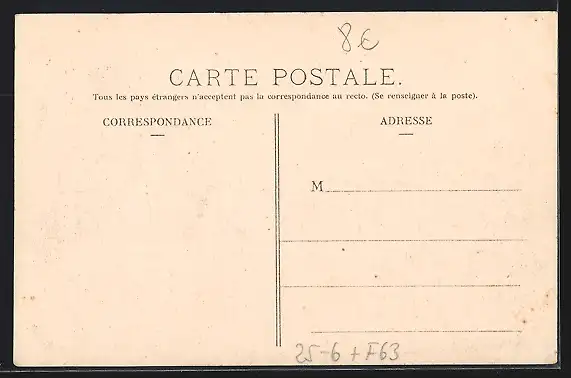 8€
CARTE POSTALE.
Tous les pays étrangers n'acceptent pas la correspondance au recto. (Se renseigner à la poste).
CORRESPONDANCE
ADRESSE
M
25-6 + F63